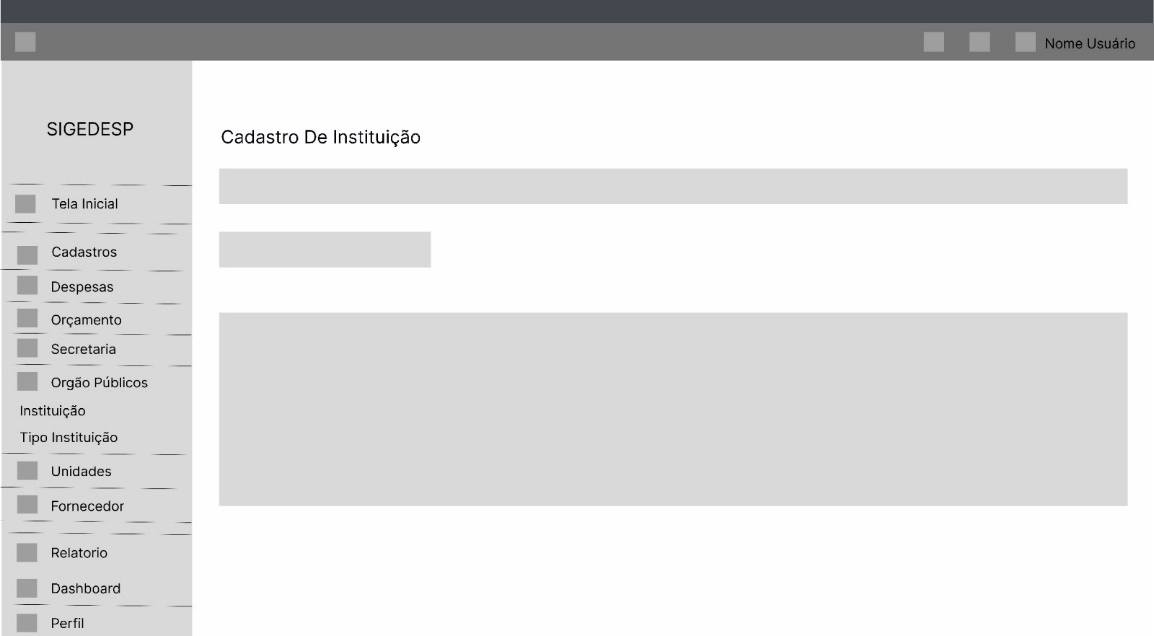 Nome Usuário
SIGEDESP
Cadastro De Instituição
Tela Inicial
Cadastros
Despesas
Orçamento
Secretaria
Orgão Públicos
Instituição
Tipo Instituição
Unidades
Fornecedor
Relatorio
Dashboard
Perfil